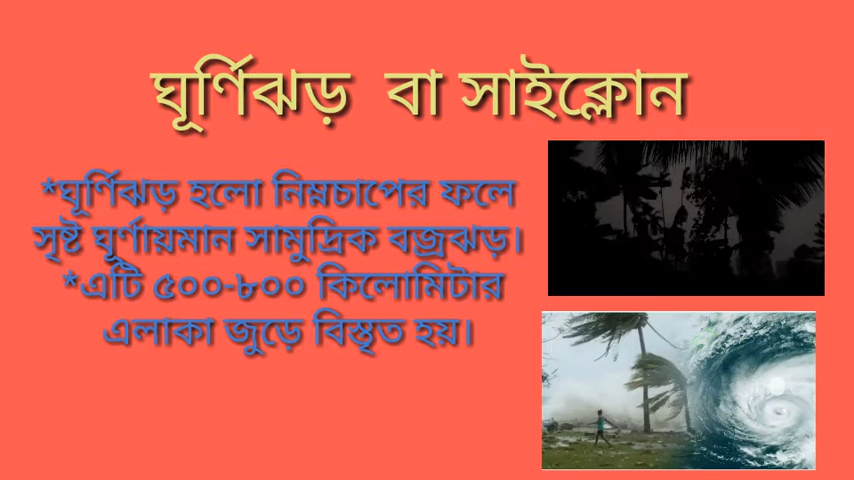 ঘূর্ণিঝড় বা সাইক্লোন
*ঘূর্ণিঝড় হলো নিম্নচাপের ফলে
সৃষ্ট ঘূর্ণায়মান সামুদ্রিক বজ্রঝড়।
*এটি ৫০০-৮০০ কিলোমিটার
এলাকা জুড়ে বিস্তৃত হয়।